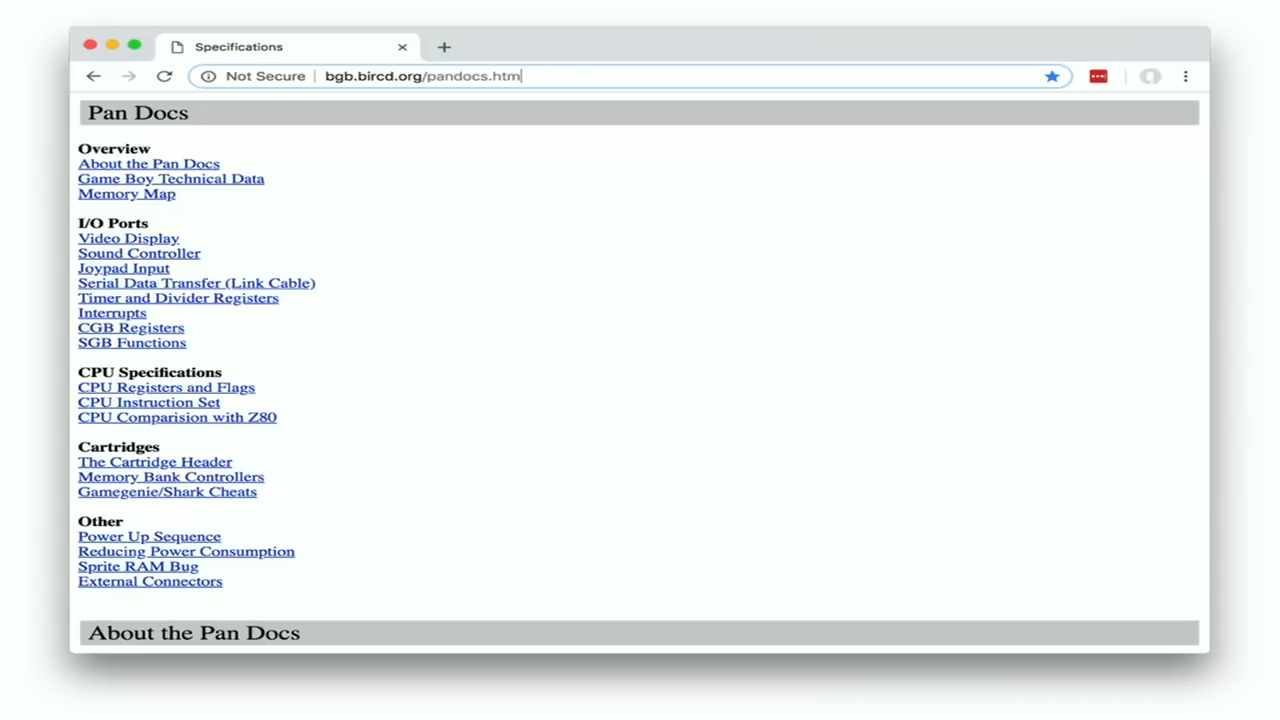 Specifications
Not Secure
bgb.bircd.org/pandocs.htm
Pan Docs
Overview
About the Pan Docs
Game Boy Technical Data
Memory Map
I/O Ports
Video Display
Sound Controller
Joypad Input
Serial Data Transfer (Link Cable)
Timer and Divider Registers
Interrupts
CGB Registers
SGB Functions
CPU Specifications
CPU Registers and Flags
CPU Instruction Set
CPU Comparision with Z80
Cartridges
The Cartridge Header
Memory Bank Controllers
Gamegenie/Shark Cheats
Other
Power Up Sequence
Reducing Power Consumption
Sprite RAM Bug
External Connectors
About the Pan Docs